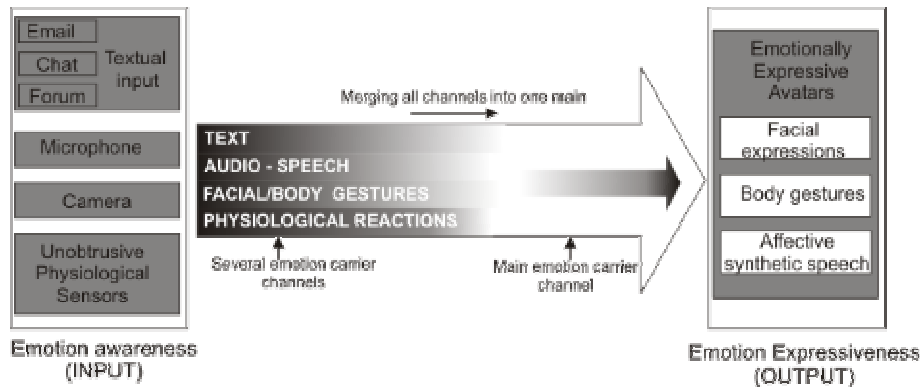 Email
Chat
Forum
Textual
input
Microphone
Camera
Unobtrusive
Physiological
Sensors
Emotion awareness
(INPUT)
Merging all channels into one main
TEXT
AUDIO - SPEECH
FACIAL/BODY GESTURES
PHYSIOLOGICAL REACTIONS
Several emotion carrier
channels
Main emotion carrier
channel
Emotionally
Expressive
Avatars
Facial
expressions
Body gestures
Affective
synthetic speech
Emotion Expressiveness
(OUTPUT)